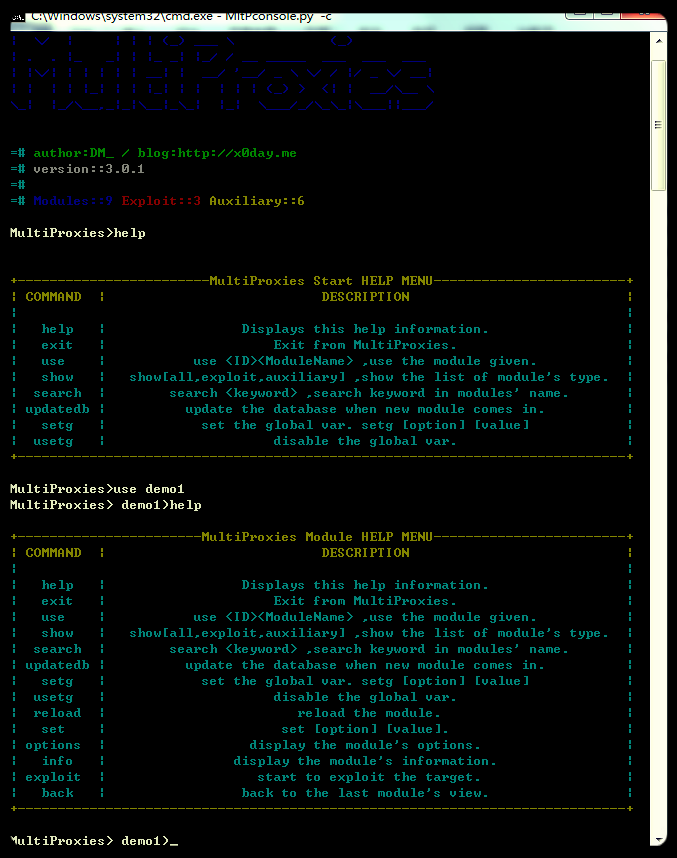 C:\Windows\system32\cmd.exe - MltPconsole.py -c
=# author:DM_ / blog:http://x0day.me
=# version::3.0.1
=#
=# Modules::9 Exploit::3 Auxiliary::6
MultiProxies>help
+------------------------MultiProxies Start HELP MENU------------------------+
¦ COMMAND ¦ DESCRIPTION ¦
¦ ¦
¦ help ¦ Displays this help information. ¦
¦ exit ¦ Exit from MultiProxies. ¦
¦ use ¦ use <ID><ModuleName> ,use the module given. ¦
¦ show ¦ show[all,exploit,auxiliary] ,show the list of module's type. ¦
¦ search ¦ search <keyword> ,search keyword in modules' name. ¦
¦ updatedb ¦ update the database when new module comes in. ¦
¦ setg ¦ set the global var. setg [option] [value] ¦
¦ usetg ¦ disable the global var. ¦
+----------------------------------------------------------------------------+
MultiProxies>use demo1
MultiProxies> demo1>help
+-----------------------MultiProxies Module HELP MENU------------------------+
¦ COMMAND ¦ DESCRIPTION ¦
¦ ¦
¦ help ¦ Displays this help information. ¦
¦ exit ¦ Exit from MultiProxies. ¦
¦ use ¦ use <ID><ModuleName> ,use the module given. ¦
¦ show ¦ show[all,exploit,auxiliary] ,show the list of module's type. ¦
¦ search ¦ search <keyword> ,search keyword in modules' name. ¦
¦ updatedb ¦ update the database when new module comes in. ¦
¦ setg ¦ set the global var. setg [option] [value] ¦
¦ usetg ¦ disable the global var. ¦
¦ reload ¦ reload the module. ¦
¦ set ¦ set [option] [value]. ¦
¦ options ¦ display the module's options. ¦
¦ info ¦ display the module's information. ¦
¦ exploit ¦ start to exploit the target. ¦
¦ back ¦ back to the last module's view. ¦
+----------------------------------------------------------------------------+
MultiProxies> demo1>_